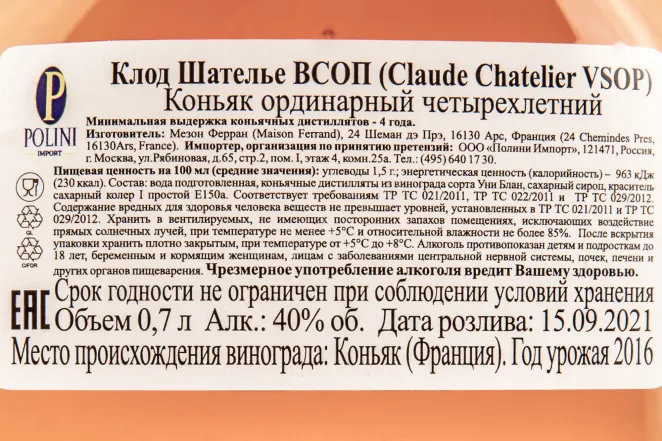 P
POLINI
IMPORT
Клод Шателье ВСОП (Claude Chatelier VSOP)
Коньяк ординарный четырехлетний
Минимальная выдержка коньячных дистиллятов - 4 года.
Изготовитель: Мезон Ферран (Maison Ferrand), 24 Шеман дэ Прэ, 16130 Арс, Франция (24 Chemindes Pres,
16130Ars, France). Импортер, организация по принятию претензий: ООО «Полини Импорт», 121471, Россия,
г. Москва, ул.Рябиновая, д.65, стр.2, пом. I, этаж 4, комн.25а. Тел.: (495) 640 17 30.
Пищевая ценность на 100 мл (средние значения): углеводы 1,5 г.; энергетическая ценность (калорийность) – 963 кДж
(230 ккал). Состав: вода подготовленная, коньячные дистилляты из винограда сорта Уни Блан, сахарный сироп, краситель
сахарный колер I простой Е150а. Соответствует требованиям ТР ТС 021/2011, ТР ТС 022/2011 и ТР ТС 029/2012.
Содержание вредных для здоровья человека веществ не превышает уровней, установленных в ТР ТС 021/2011 и ТР ТС
029/2012. Хранить в вентилируемых, не имеющих посторонних запахов помещениях, исключающих воздействие
прямых солнечных лучей, при температуре не менее +5°С и относительной влажности не более 85%. После вскрытия
упаковки хранить плотно закрытым, при температуре от +5°С до +8°С. Алкоголь противопоказан детям и подросткам до
18 лет, беременным и кормящим женщинам, лицам с заболеваниями центральной нервной системы, почек, печени и
других органов пищеварения. Чрезмерное употребление алкоголя вредит Вашему здоровью.
GL
C/FOR
Срок годности не ограничен при соблюдении условий хранения
EAC Объем 0,7 л Алк.: 40% об. Дата розлива: 15.09.2021
Место происхождения винограда: Коньяк (Франция). Год урожая 2016